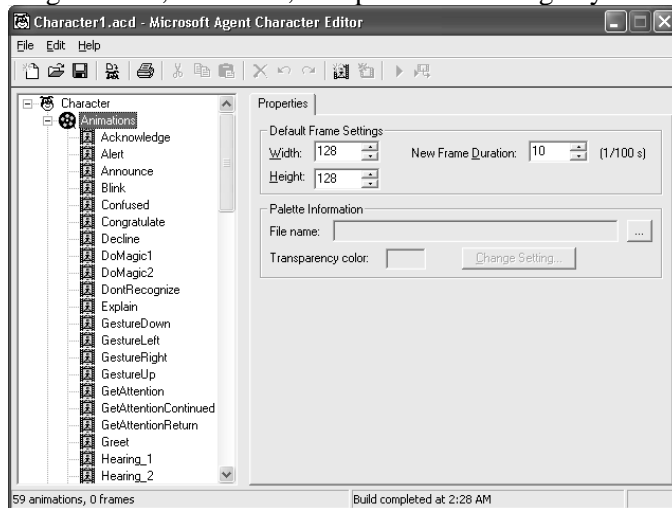 Character1.acd - Microsoft Agent Character Editor
File Edit Help
Character
Animations
Acknowledge
Alert
Announce
Blink
Confused
Congratulate
Decline
DoMagic1
DoMagic2
DontRecognize
Explain
GestureDown
GestureLeft
GestureRight
GestureUp
GetAttention
GetAttentionContinued
GetAttentionReturn
Greet
Hearing_1
Hearing_2
Properties
Default Frame Settings
Width: 128 New Frame Duration: 10 (1/100 s)
Height: 128
Palette Information
File name: ...
Transparency color: Change Setting...
59 animations, 0 frames Build completed at 2:28 AM